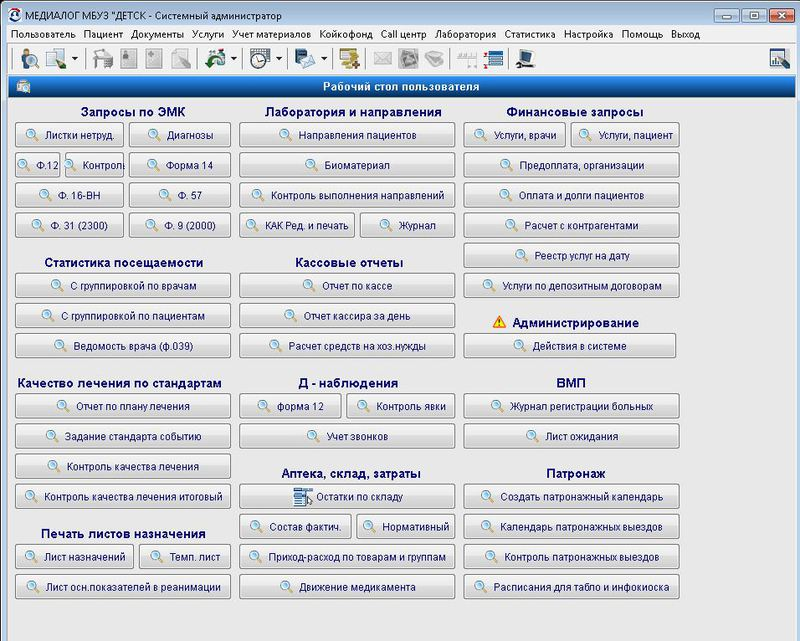 МЕДИАЛОГ МБУЗ "ДЕТСК - Системный администратор
Пользователь Пациент Документы Услуги Учет материалов Койкофонд Call центр Лаборатория Статистика Настройка Помощь Выход
Рабочий стол пользователя
Запросы по ЭМК
Листки нетруд. Диагнозы
Ф.12 Контроль Форма 14
Ф. 16-ВН Ф. 57
Ф. 31 (2300) Ф. 9 (2000)
Статистика посещаемости
С группировкой по врачам
С группировкой по пациентам
Ведомость врача (ф.039)
Качество лечения по стандартам
Отчет по плану лечения
Задание стандарта событию
Контроль качества лечения
Контроль качества лечения итоговый
Печать листов назначения
Лист назначений Темп. лист
Лист осн.показателей в реанимации
Лаборатория и направления
Направления пациентов
Биоматериал
Контроль выполнения направлений
КАК Ред. и печать Журнал
Кассовые отчеты
Отчет по кассе
Отчет кассира за день
Расчет средств на хоз.нужды
Д - наблюдения
форма 12 Контроль явки
Учет звонков
Аптека, склад, затраты
Остатки по складу
Состав фактич. Нормативный
Приход-расход по товарам и группам
Движение медикамента
Финансовые запросы
Услуги, врачи Услуги, пациент
Предоплата, организации
Оплата и долги пациентов
Расчет с контрагентами
Реестр услуг на дату
Услуги по депозитным договорам
Администрирование
Действия в системе
ВМП
Журнал регистрации больных
Лист ожидания
Патронаж
Создать патронажный календарь
Календарь патронажных выездов
Контроль патронажных выездов
Расписания для табло и инфокиоска